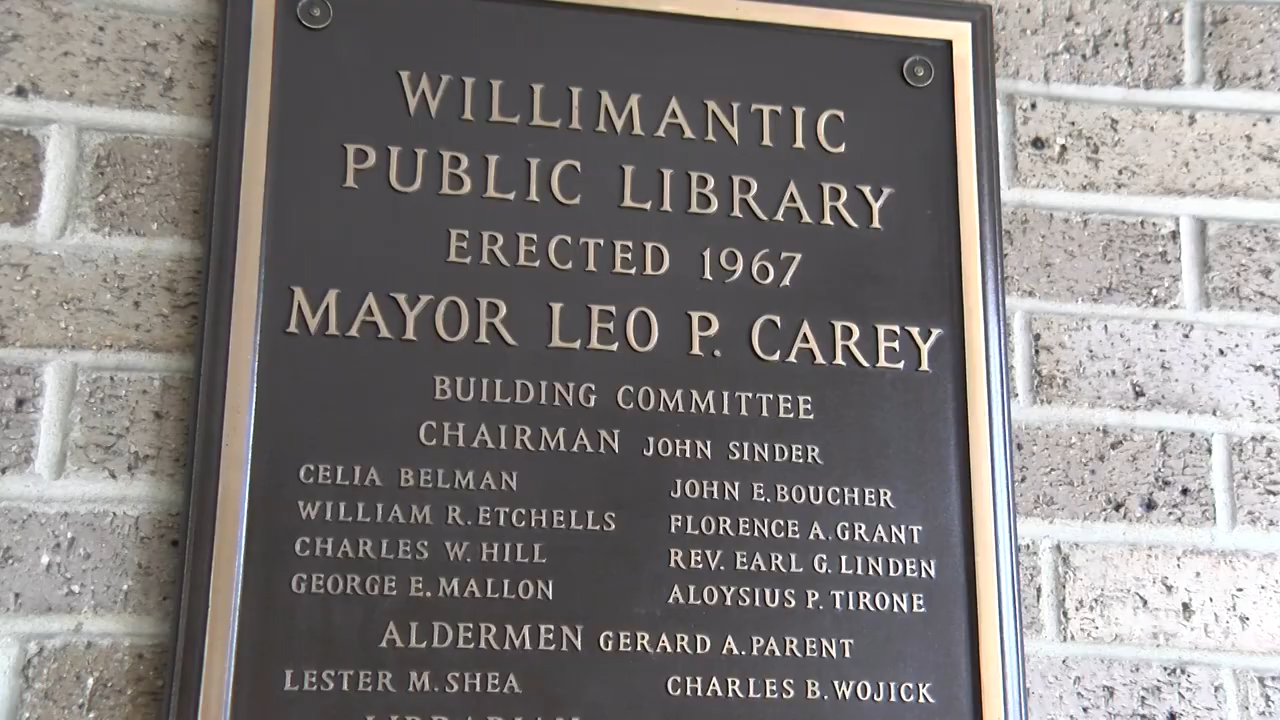 WILLIMANTIC
PUBLIC LIBRARY
ERECTED 1967
MAYOR LEO P. CAREY
BUILDING COMMITTEE
CHAIRMAN JOHN SINDER
CELIA BELMAN JOHN E. BOUCHER
WILLIAM R. ETCHELLS FLORENCE A. GRANT
CHARLES W. HILL REV. EARL G. LINDEN
GEORGE E. MALLON ALOYSIUS P. TIRONE
ALDERMEN GERARD A. PARENT
LESTER M. SHEA CHARLES B. WOJICK